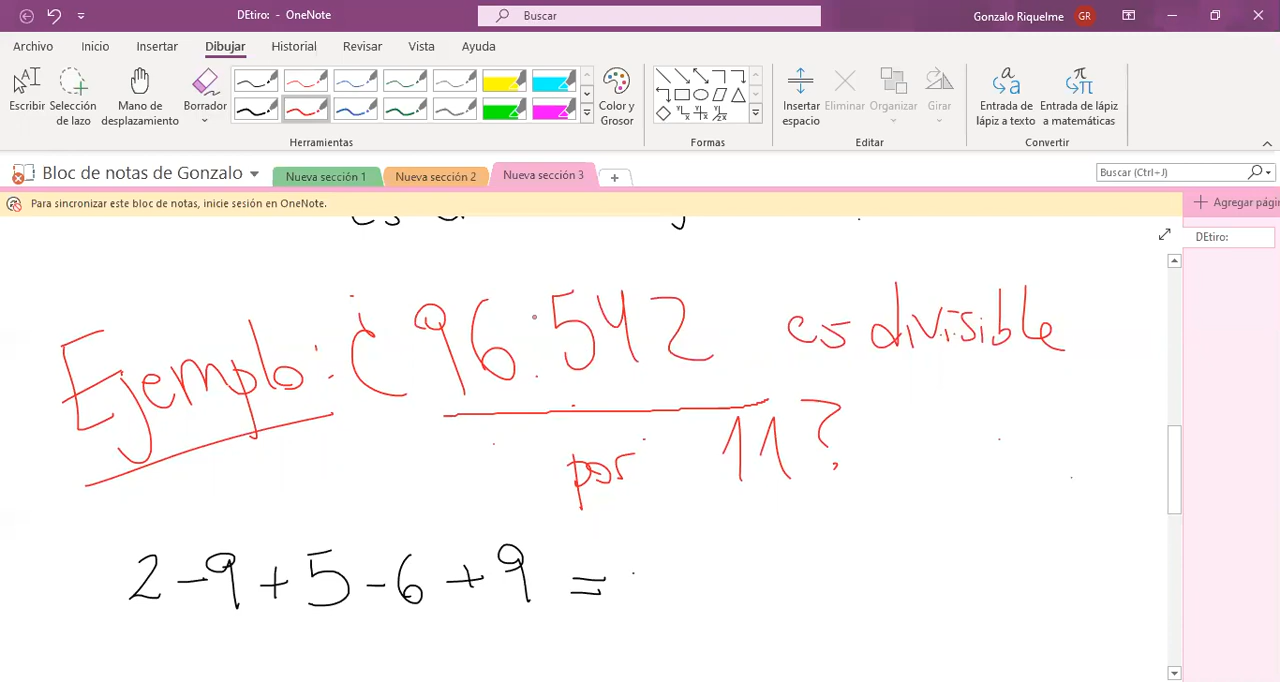 DEtiro: - OneNote
Buscar
Gonzalo Riquelme GR
Archivo Inicio Insertar Dibujar Historial Revisar Vista Ayuda
Escribir Selección de lazo Mano de desplazamiento Borrador Color y Grosor Insertar espacio Eliminar Organizar Girar Entrada de lápiz a texto Entrada de lápiz a matemáticas
Herramientas Formas Editar Convertir
Bloc de notas de Gonzalo Nueva sección 1 Nueva sección 2 Nueva sección 3 Buscar (Ctrl+J)
Para sincronizar este bloc de notas, inicie sesión en OneNote. Agregar págin
DEtiro:
Ejemplo: ¿96.542 es divisible
por 11?
2-9+5-6+9=